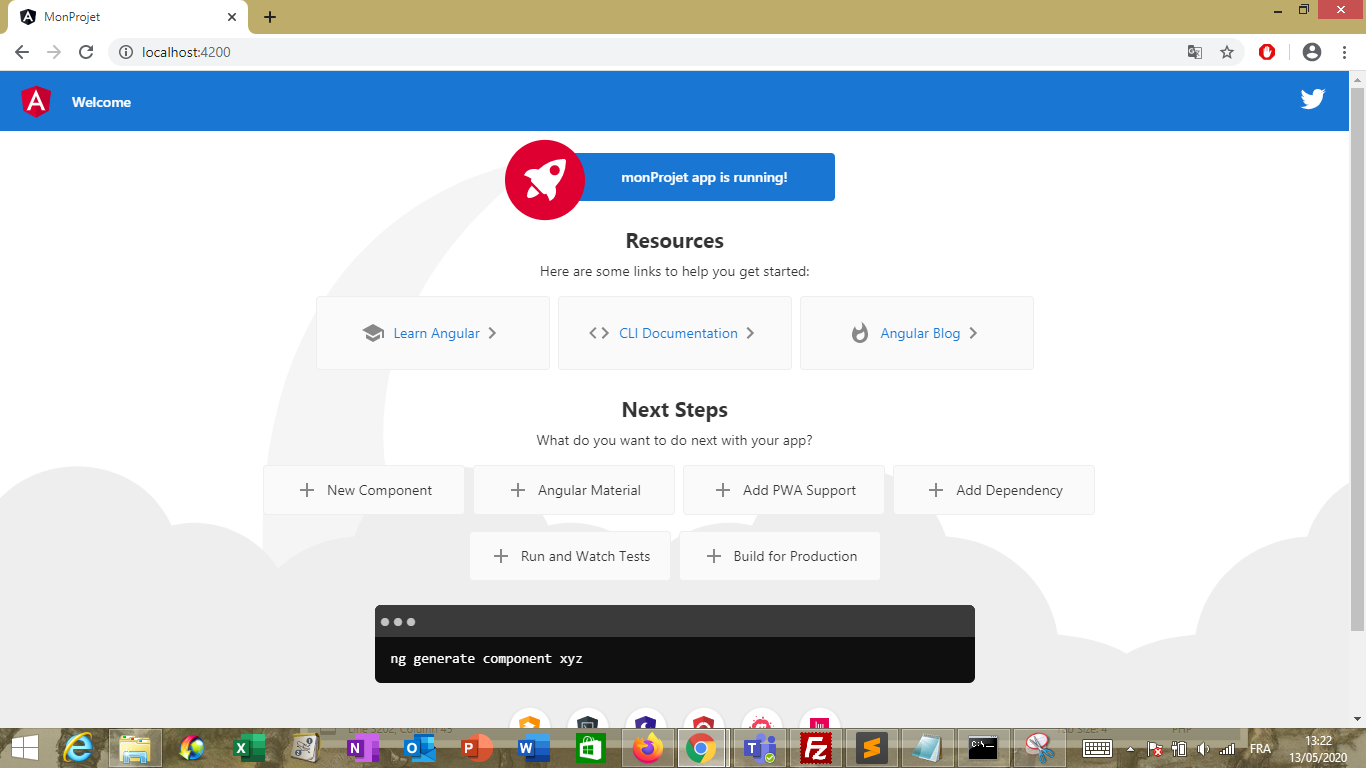 MonProjet
localhost:4200
Welcome
monProjet app is running!
Resources
Here are some links to help you get started:
Learn Angular
CLI Documentation
Angular Blog
Next Steps
What do you want to do next with your app?
New Component
Angular Material
Add PWA Support
Add Dependency
Run and Watch Tests
Build for Production
ng generate component xyz
FRA
13:22
13/05/2020